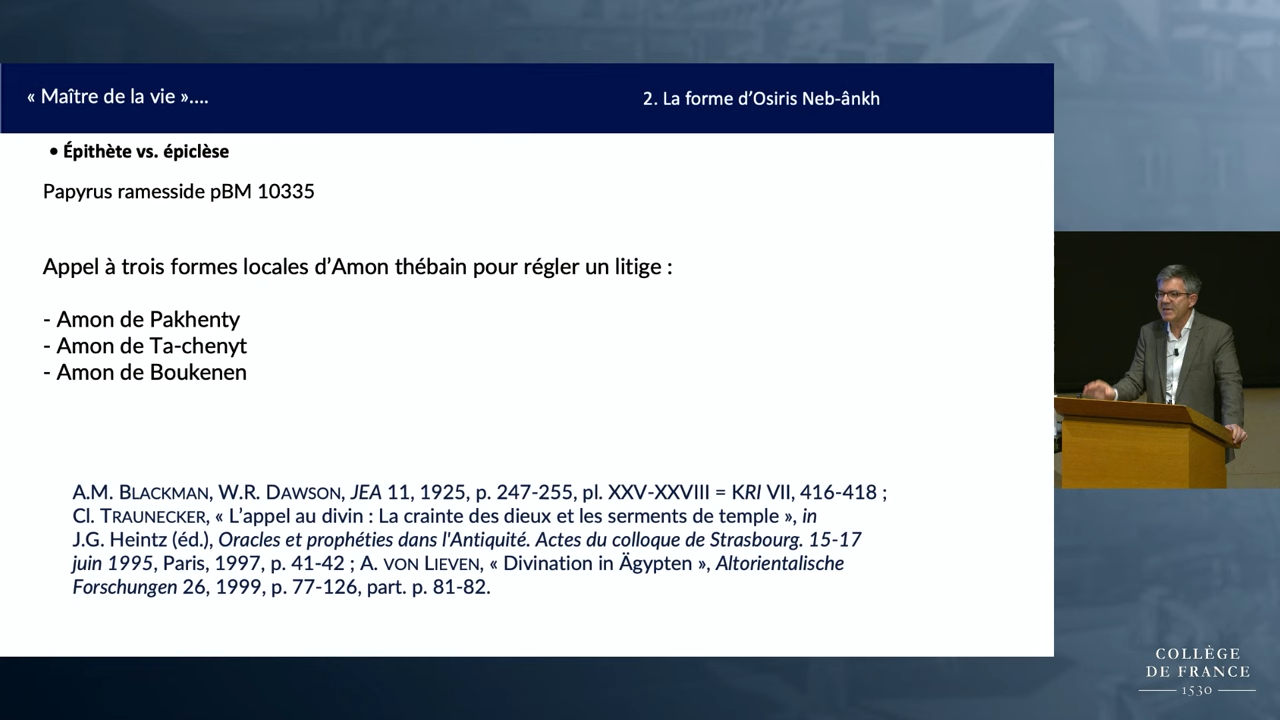 « Maître de la vie »....
2. La forme d’Osiris Neb-ânkh
• Épithète vs. épiclèse
Papyrus ramesside pBM 10335
Appel à trois formes locales d’Amon thébain pour régler un litige :
- Amon de Pakhenty
- Amon de Ta-chenyt
- Amon de Boukenen
A.M. BLACKMAN, W.R. DAWSON, JEA 11, 1925, p. 247-255, pl. XXV-XXVIII = KRI VII, 416-418 ;
Cl. TRAUNECKER, « L’appel au divin : La crainte des dieux et les serments de temple », in
J.G. Heintz (éd.), Oracles et prophéties dans l'Antiquité. Actes du colloque de Strasbourg. 15-17
juin 1995, Paris, 1997, p. 41-42 ; A. VON LIEVEN, « Divination in Ägypten », Altorientalische
Forschungen 26, 1999, p. 77-126, part. p. 81-82.
COLLÈGE
DE FRANCE
1530